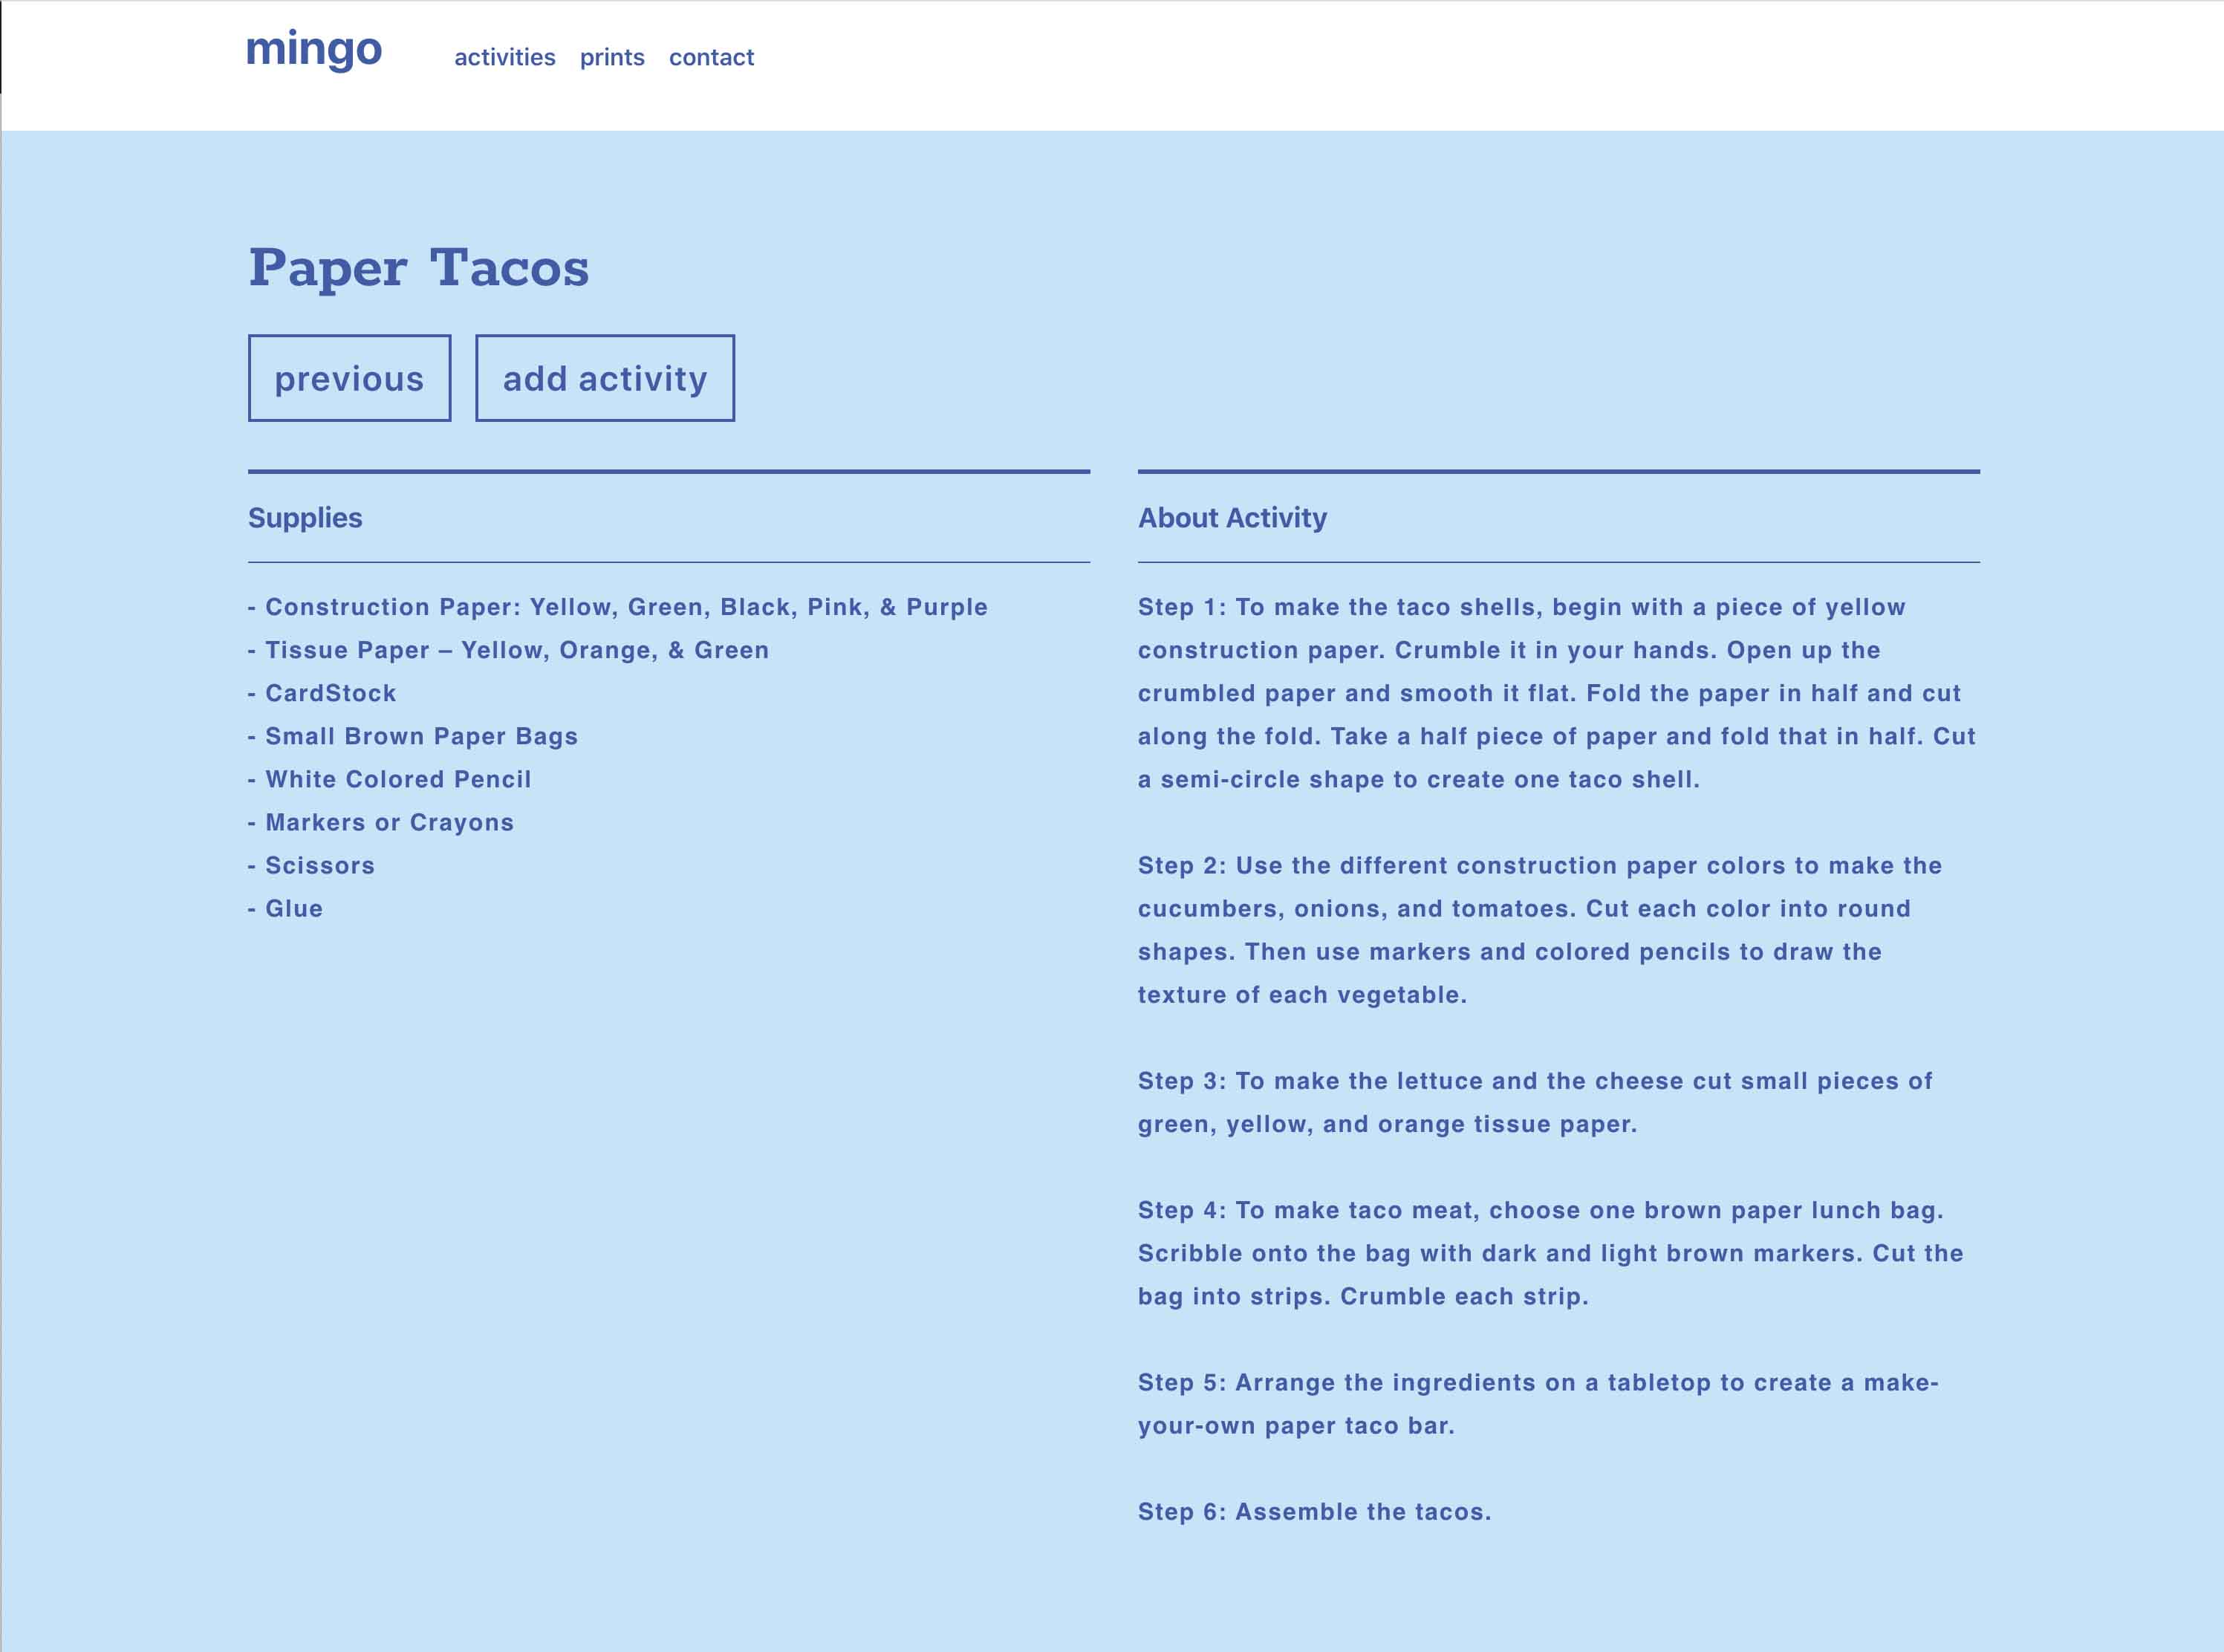 mingo
activities prints contact
Paper Tacos
previous add activity
Supplies
- Construction Paper: Yellow, Green, Black, Pink, & Purple
- Tissue Paper – Yellow, Orange, & Green
- CardStock
- Small Brown Paper Bags
- White Colored Pencil
- Markers or Crayons
- Scissors
- Glue
About Activity
Step 1: To make the taco shells, begin with a piece of yellow
construction paper. Crumble it in your hands. Open up the
crumbled paper and smooth it flat. Fold the paper in half and cut
along the fold. Take a half piece of paper and fold that in half. Cut
a semi-circle shape to create one taco shell.
Step 2: Use the different construction paper colors to make the
cucumbers, onions, and tomatoes. Cut each color into round
shapes. Then use markers and colored pencils to draw the
texture of each vegetable.
Step 3: To make the lettuce and the cheese cut small pieces of
green, yellow, and orange tissue paper.
Step 4: To make taco meat, choose one brown paper lunch bag.
Scribble onto the bag with dark and light brown markers. Cut the
bag into strips. Crumble each strip.
Step 5: Arrange the ingredients on a tabletop to create a make-
your-own paper taco bar.
Step 6: Assemble the tacos.